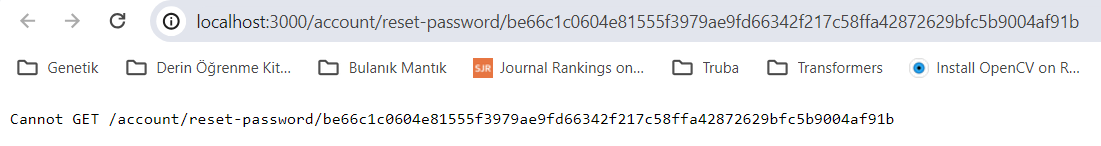 localhost:3000/account/reset-password/be66c1c0604e81555f3979ae9fd66342f217c58ffa42872629bfc5b9004af91b
Genetik Derin Öğrenme Kit... Bulanık Mantık SJR Journal Rankings on... Truba Transformers Install OpenCV on R...
Cannot GET /account/reset-password/be66c1c0604e81555f3979ae9fd66342f217c58ffa42872629bfc5b9004af91b